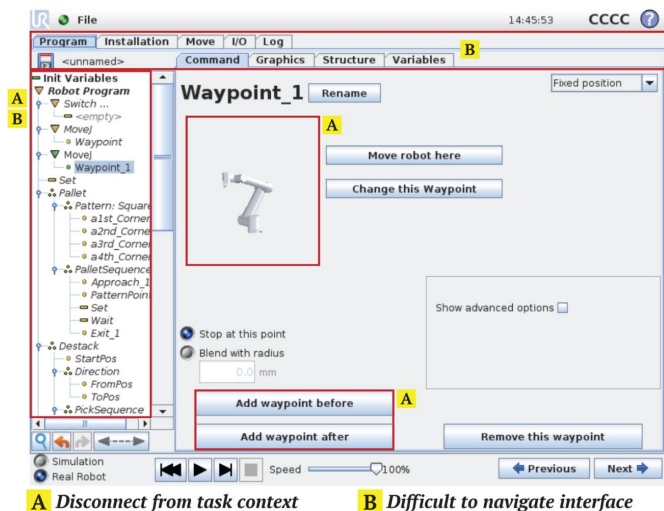 UR File 14:45:53 CCCC ?
Program Installation Move I/O Log
B
<unnamed> Command Graphics Structure Variables
Init Variables
Robot Program
A Switch ...
B <empty>
MoveJ
Waypoint
MoveJ
Waypoint_1
Set
Pallet
Pattern: Square
a1st_Corner
a2nd_Corner
a3rd_Corner
a4th_Corner
PalletSequence
Approach_1
PatternPoint
Set
Wait
Exit_1
Destack
StartPos
Direction
FromPos
ToPos
PickSequence
Waypoint_1 Rename Fixed position
A
Move robot here
Change this Waypoint
Show advanced options
Stop at this point
Blend with radius
0.0 mm
Add waypoint before A
Add waypoint after Remove this waypoint
Simulation
Real Robot
Speed 100% Previous Next
A Disconnect from task context B Difficult to navigate interface